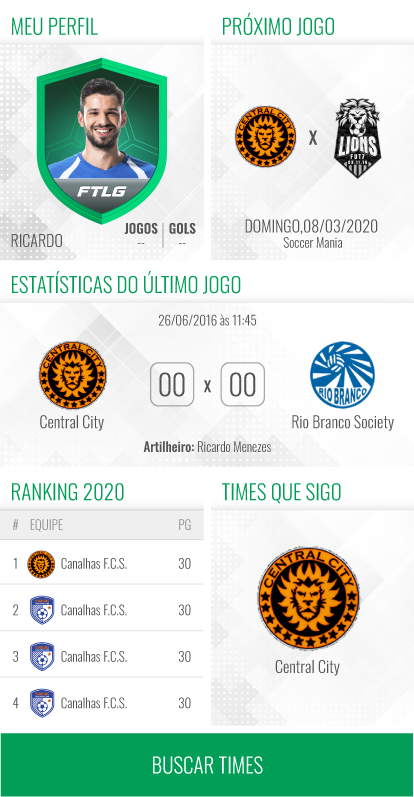 MEU PERFIL
FTLG
RICARDO
JOGOS
--
GOLS
--
PRÓXIMO JOGO
CENTRAL CITY
X
LIONS
FUT7
DOMINGO,08/03/2020
Soccer Mania
ESTATÍSTICAS DO ÚLTIMO JOGO
26/06/2016 às 11:45
CENTRAL CITY
Central City
00 x 00
RIO BRANCO
Rio Branco Society
Artilheiro: Ricardo Menezes
RANKING 2020
# EQUIPE PG
1 Canalhas F.C.S. 30
2 Canalhas F.C.S. 30
3 Canalhas F.C.S. 30
4 Canalhas F.C.S. 30
TIMES QUE SIGO
CENTRAL CITY
Central City
BUSCAR TIMES